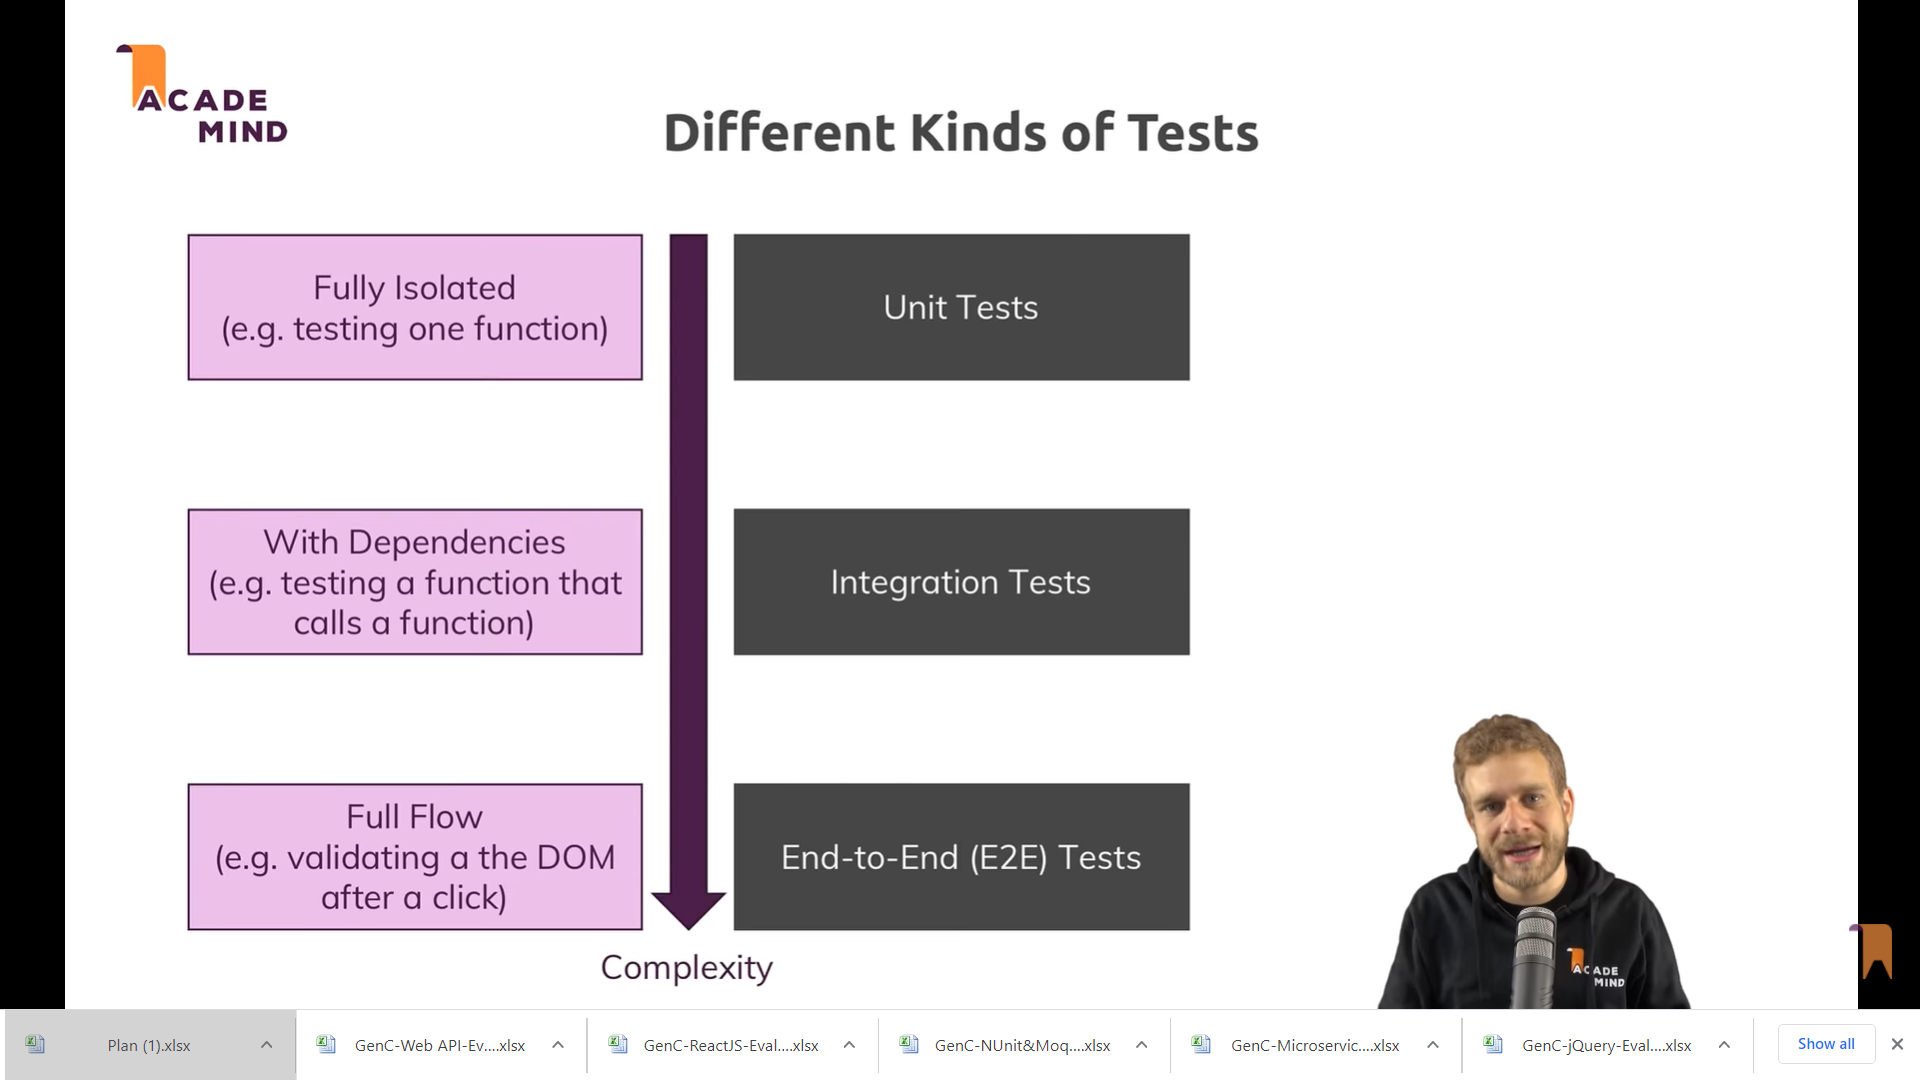 ACADE
MIND
Different Kinds of Tests
Fully Isolated
(e.g. testing one function)
Unit Tests
With Dependencies
(e.g. testing a function that
calls a function)
Integration Tests
Full Flow
(e.g. validating a the DOM
after a click)
End-to-End (E2E) Tests
Complexity
ACADE
MIND
Plan (1).xlsx
GenC-Web API-Ev....xlsx
GenC-ReactJS-Eval....xlsx
GenC-NUnit&Moq....xlsx
GenC-Microservic....xlsx
GenC-jQuery-Eval....xlsx
Show all